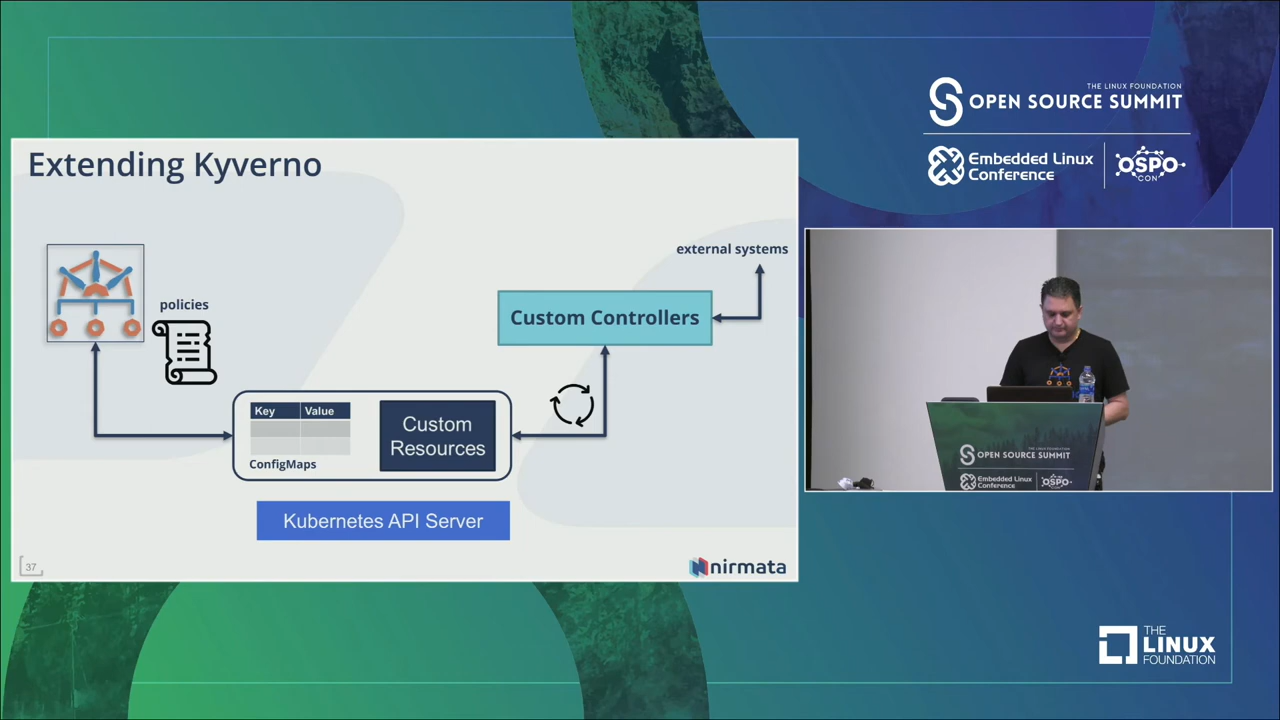 THE LINUX FOUNDATION
OPEN SOURCE SUMMIT
Embedded Linux
Conference
OSPO
CON
Extending Kyverno
policies
external systems
Custom Controllers
Key Value
ConfigMaps
Custom
Resources
Kubernetes API Server
37
nirmata
OPEN SOURCE SUMMIT
Embedded Linux
Conference
OSPO
CON
THE
LINUX
FOUNDATION